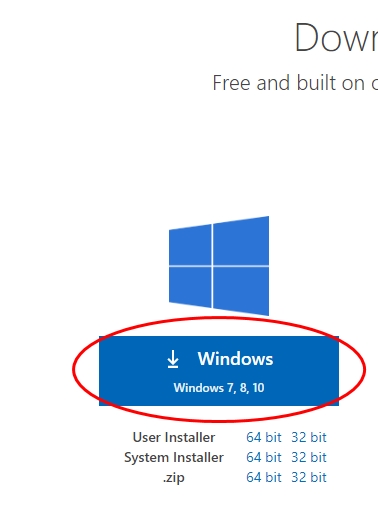 Free and built on
Windows
Windows 7, 8, 10
User Installer 64 bit 32 bit
System Installer 64 bit 32 bit
.zip 64 bit 32 bit